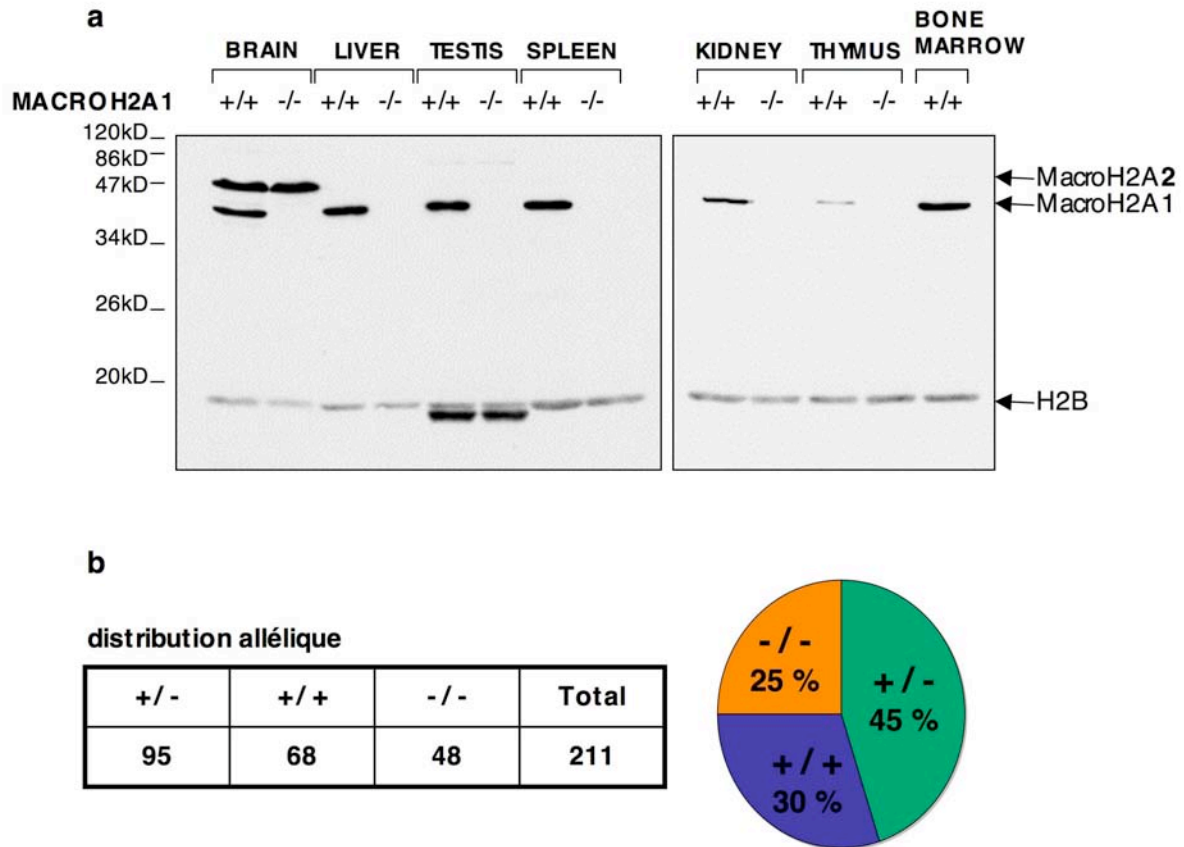 a
BRAIN LIVER TESTIS SPLEEN KIDNEY THYMUS BONE MARROW
MACROH2A1 +/+ -/- +/+ -/- +/+ -/- +/+ -/- +/+ -/- +/+ -/- +/+
120kD
86kD
47kD
34kD
26kD
20kD
MacroH2A2
MacroH2A1
H2B
b
distribution allélique
+/- +/+ -/- Total
95 68 48 211
-/-
25 %
+/-
45 %
+/+
30 %